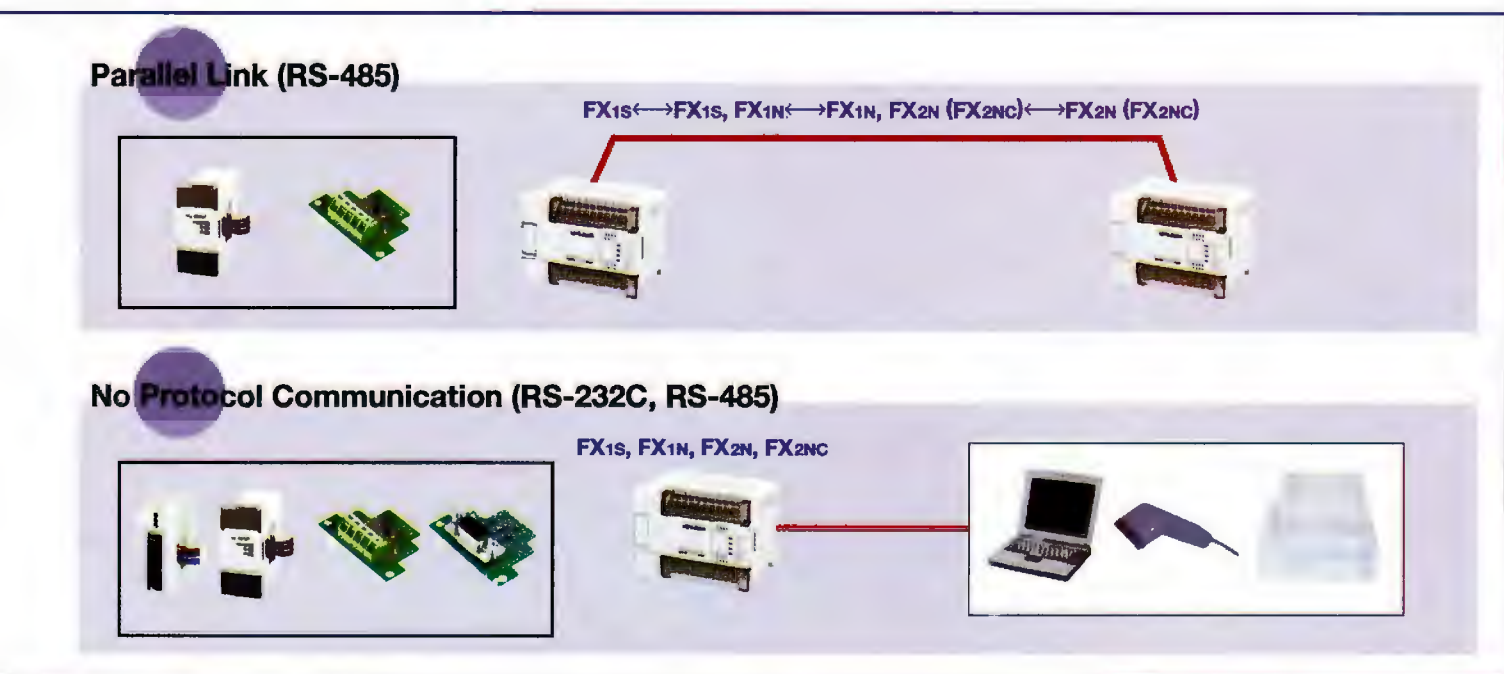 Parallel Link (RS-485)
FX1S←→FX1S, FX1N←→FX1N, FX2N (FX2NC)←→FX2N (FX2NC)
No Protocol Communication (RS-232C, RS-485)
FX1S, FX1N, FX2N, FX2NC